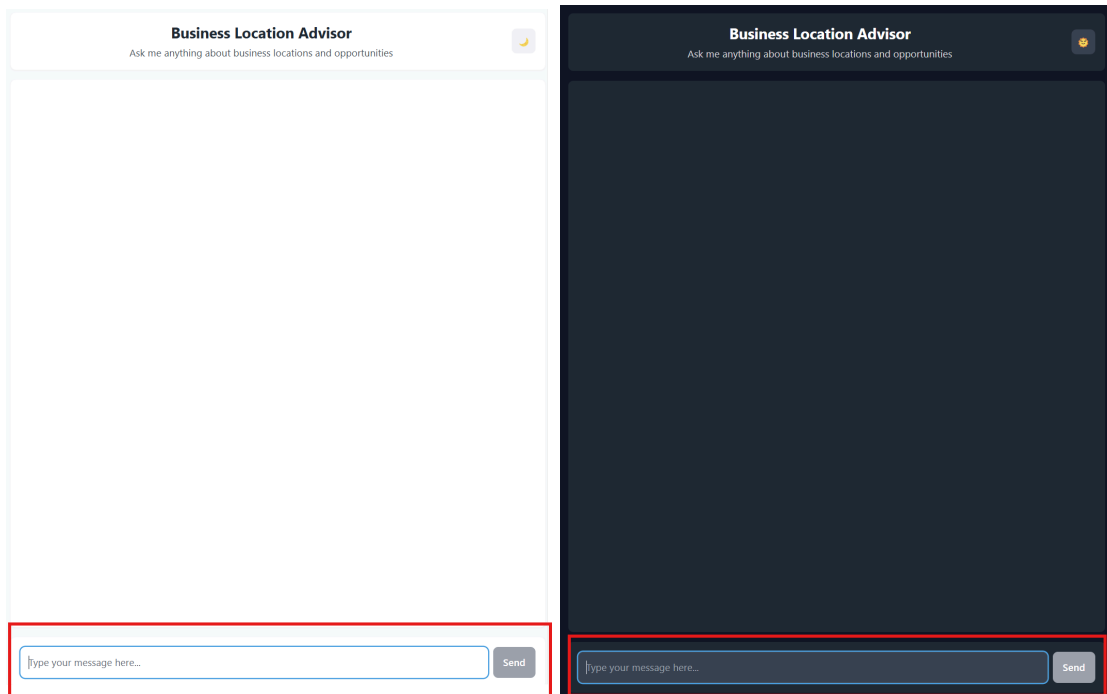 Business Location Advisor
Ask me anything about business locations and opportunities
Type your message here...
Send
Business Location Advisor
Ask me anything about business locations and opportunities
Type your message here...
Send